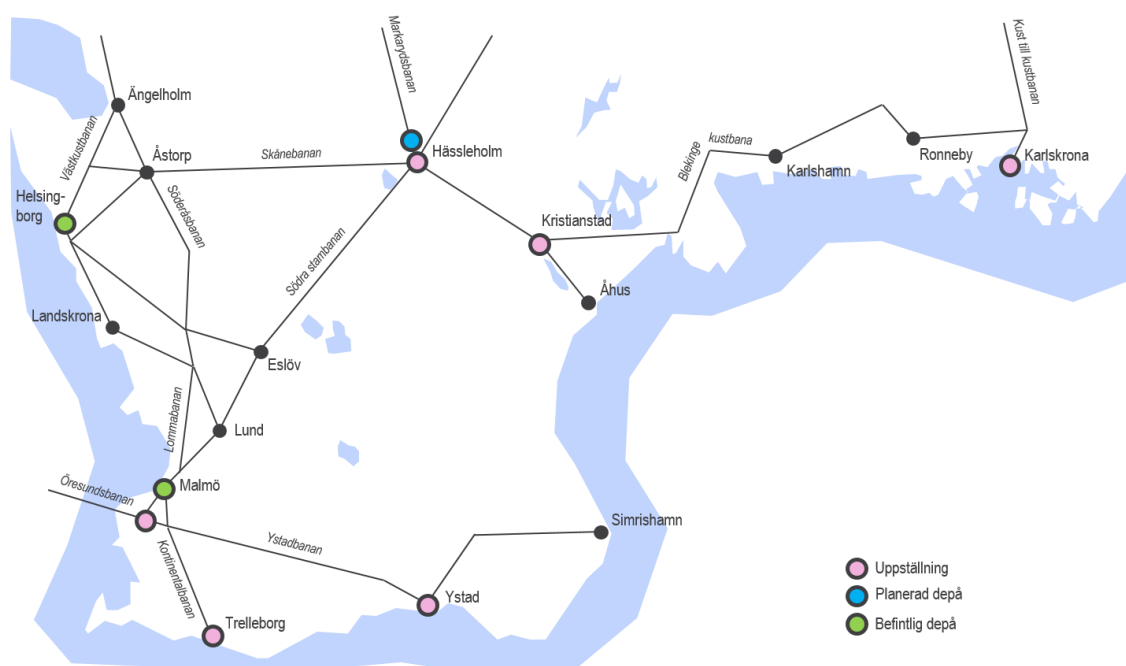 Ängelholm
Västkustbanan
Åstorp
Skånebanan
Markarydsbanan
Hässleholm
Kust till kustbanan
Helsing-
borg
Söderåsbanan
Södra stambanan
Kristianstad
Blekinge kustbana
Karlshamn
Ronneby
Karlskrona
Åhus
Landskrona
Eslöv
Lommabanan
Lund
Öresundsbanan
Malmö
Kontinentalbanan
Ystadbanan
Simrishamn
Ystad
Trelleborg
Uppställning
Planerad depå
Befintlig depå